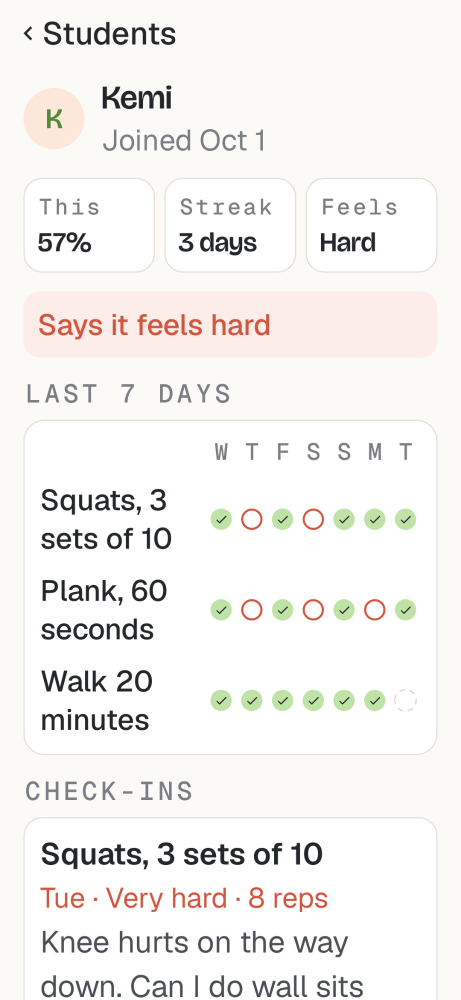 Students
K
Kemi
Joined Oct 1
This
Streak
Feels
57%
3 days
Hard
Says it feels hard
LAST 7 DAYS
W T F S S M T
Squats, 3
sets of 10
Plank, 60
seconds
Walk 20
minutes
CHECK-INS
Squats, 3 sets of 10
Tue · Very hard · 8 reps
Knee hurts on the way
down. Can I do wall sits